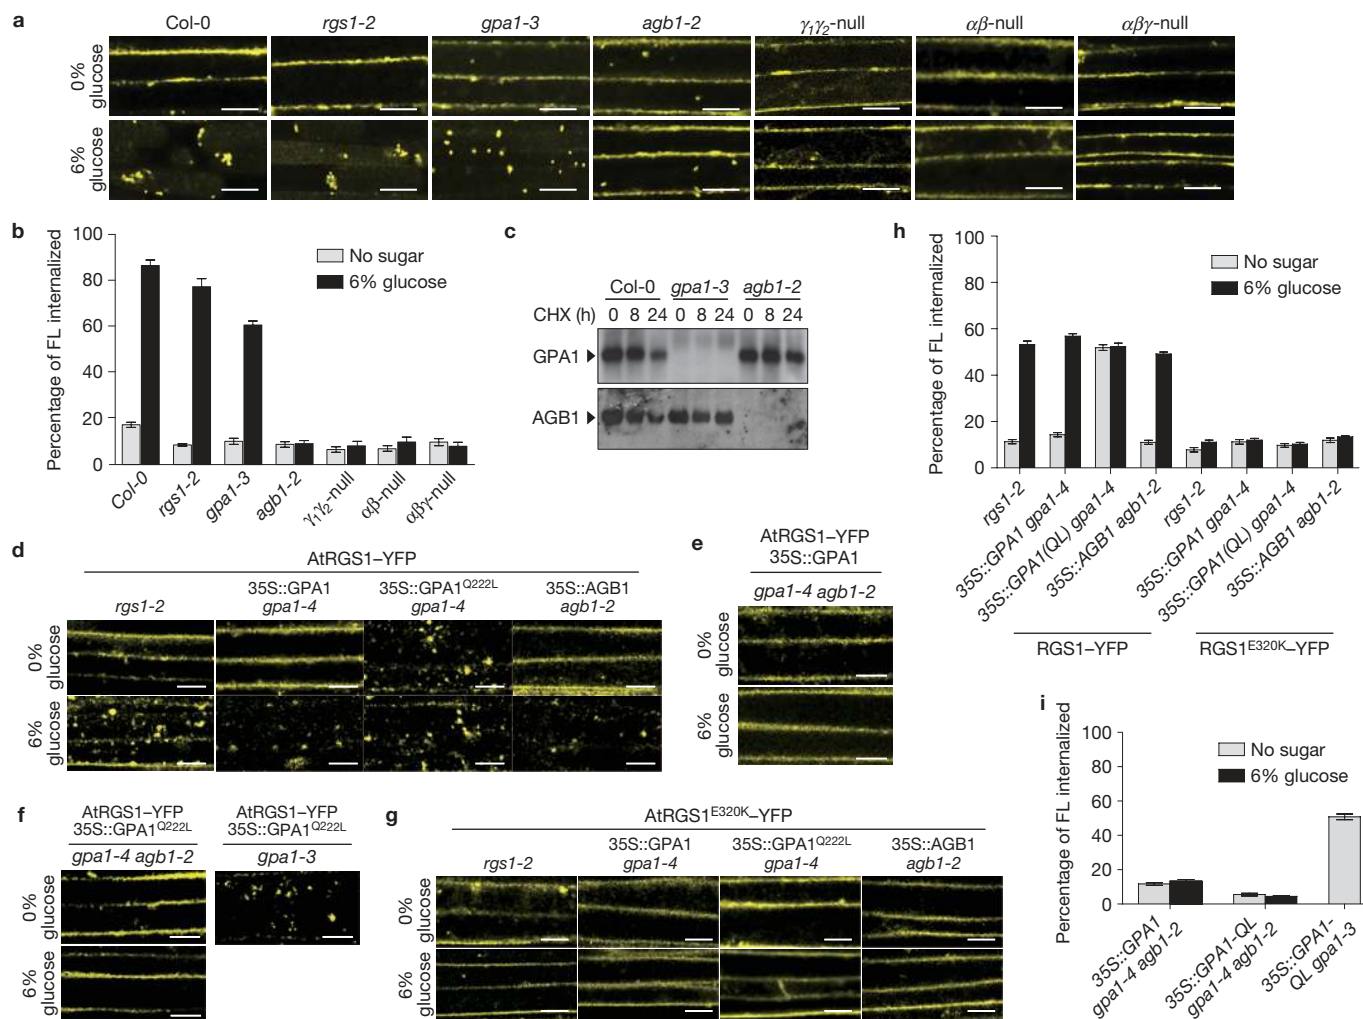 a
Col-0 rgs1-2 gpa1-3 agb1-2 γ1γ2-null αβ-null αβγ-null
0% glucose
6% glucose
b
Percentage of FL internalized
100
80
60
40
20
0
No sugar
6% glucose
Col-0 rgs1-2 gpa1-3 agb1-2 γ1γ2-null αβ-null αβγ-null
c
Col-0 gpa1-3 agb1-2
CHX (h) 0 8 24 0 8 24 0 8 24
GPA1
AGB1
h
Percentage of FL internalized
100
80
60
40
20
0
No sugar
6% glucose
rgs1-2 35S::GPA1 gpa1-4 35S::GPA1(QL) gpa1-4 35S::AGB1 agb1-2 rgs1-2 35S::GPA1 gpa1-4 35S::GPA1(QL) gpa1-4 35S::AGB1 agb1-2
RGS1–YFP RGS1E320K–YFP
d
AtRGS1–YFP
35S::GPA1 35S::GPA1Q222L 35S::AGB1
rgs1-2 gpa1-4 gpa1-4 agb1-2
0% glucose
6% glucose
e
AtRGS1–YFP
35S::GPA1
gpa1-4 agb1-2
0% glucose
6% glucose
f
AtRGS1–YFP AtRGS1–YFP
35S::GPA1Q222L 35S::GPA1Q222L
gpa1-4 agb1-2 gpa1-3
0% glucose
6% glucose
g
AtRGS1E320K–YFP
35S::GPA1 35S::GPA1Q222L 35S::AGB1
rgs1-2 gpa1-4 gpa1-4 agb1-2
0% glucose
6% glucose
i
Percentage of FL internalized
100
80
60
40
20
0
No sugar
6% glucose
35S::GPA1 gpa1-4 agb1-2
35S::GPA1-QL gpa1-4 agb1-2
35S::GPA1-QL gpa1-3